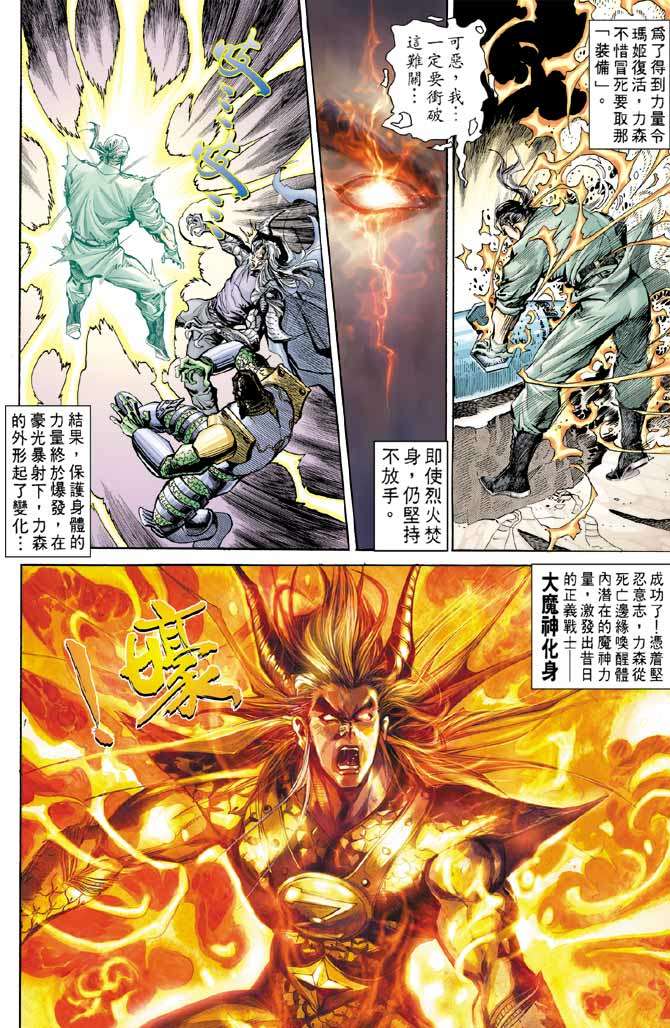 爲了得到力量令
瑪姬復活，力森
不惜冒死要取那
「裝備」。
可惡，我…
一定要衝破
這難關…
即使烈火焚
身，仍堅持
不放手。
結果，保護身體的
力量終於爆發，在
豪光暴射下，力森
的外形起了變化…
成功了！憑着堅
忍意志，力森從
死亡邊緣喚醒體
內潛在的魔神力
量，激發出昔日
的正義戰士——
大魔神化身
嚎！